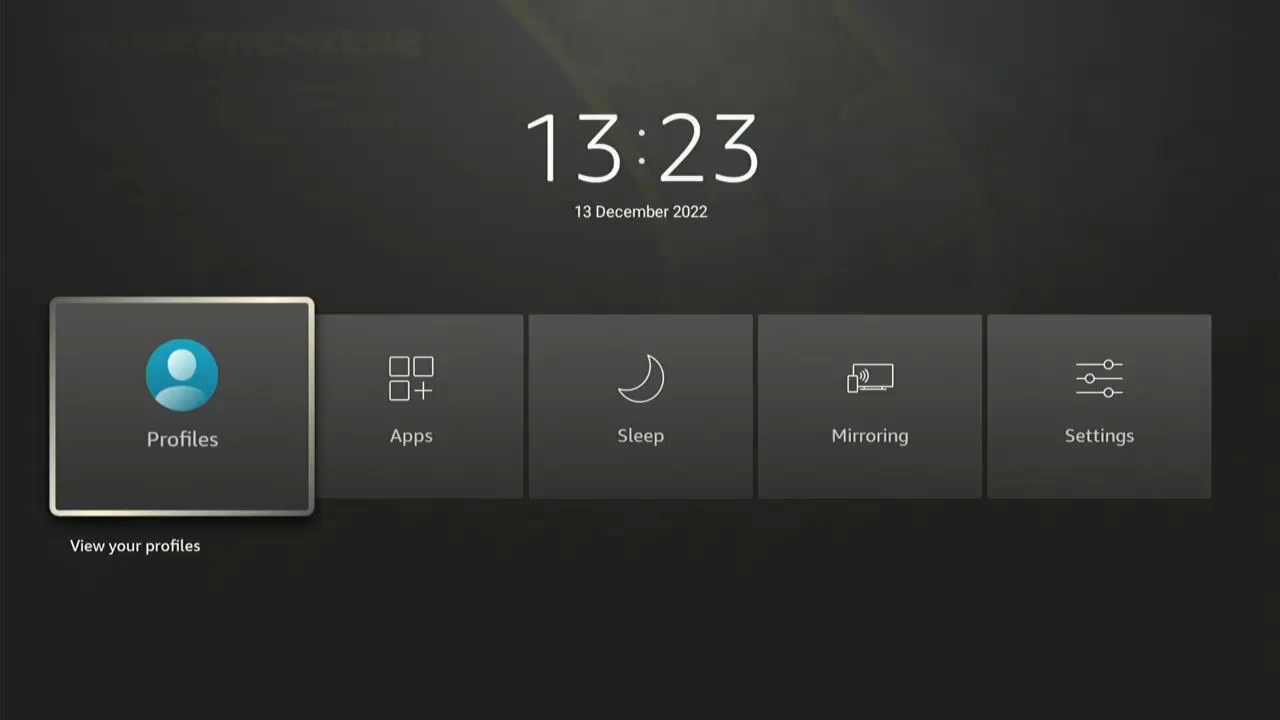 13:23
13 December 2022
Profiles
Apps
Sleep
Mirroring
Settings
View your profiles